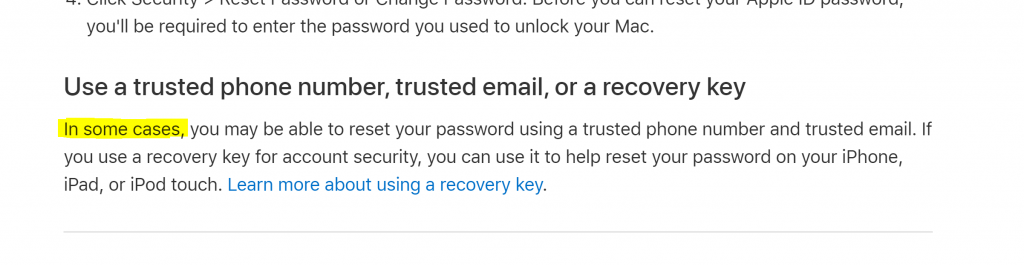 4. Click Security > Reset Password or Change Password. Before you can reset your Apple ID password,
you'll be required to enter the password you used to unlock your Mac.
Use a trusted phone number, trusted email, or a recovery key
In some cases, you may be able to reset your password using a trusted phone number and trusted email. If
you use a recovery key for account security, you can use it to help reset your password on your iPhone,
iPad, or iPod touch. Learn more about using a recovery key.